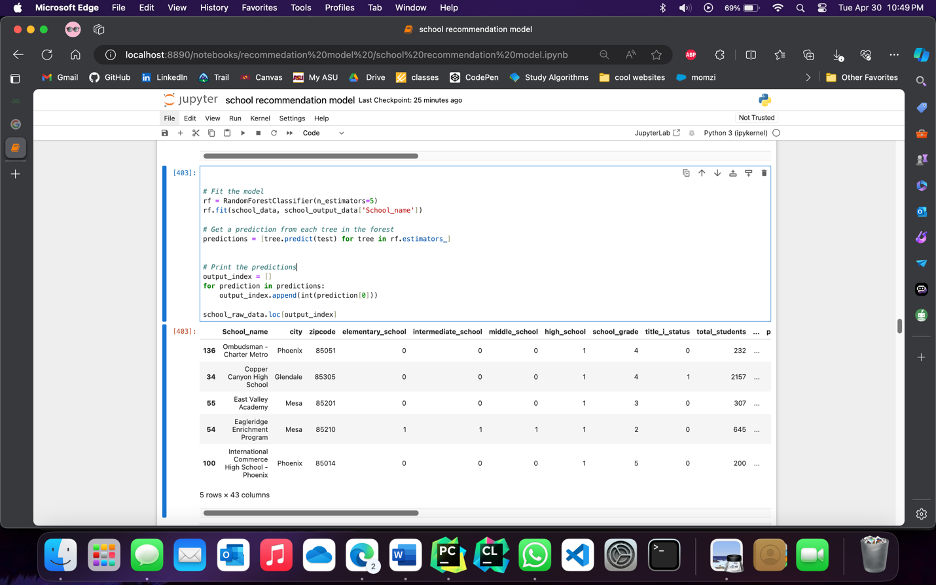 Microsoft Edge File Edit View History Favorites Tools Profiles Tab Window Help 69% Tue Apr 30 10:49 PM
school recommendation model
localhost:8890/notebooks/recommedation%20model%20/school%20recommendation%20model.ipynb
Gmail GitHub LinkedIn Trail Canvas My ASU Drive classes CodePen Study Algorithms cool websites momzi Other Favorites
jupyter school recommendation model Last Checkpoint: 25 minutes ago
File Edit View Run Kernel Settings Help Not Trusted
Code JupyterLab Python 3 (ipykernel)
[403]:
# Fit the model
rf = RandomForestClassifier(n_estimators=5)
rf.fit(school_data, school_output_data['School_name'])
# Get a prediction from each tree in the forest
predictions = [tree.predict(test) for tree in rf.estimators_]
# Print the predictions
output_index = []
for prediction in predictions:
    output_index.append(int(prediction[0]))
school_raw_data.loc[output_index]
[403]: School_name city zipcode elementary_school intermediate_school middle_school high_school school_grade title_i_status total_students ... p
136 Ombudsman - Charter Metro Phoenix 85051 0 0 0 1 4 0 232 ...
34 Copper Canyon High School Glendale 85305 0 0 0 1 4 1 2157 ...
55 East Valley Academy Mesa 85201 0 0 0 1 3 0 307 ...
54 Eagleridge Enrichment Program Mesa 85210 1 1 1 1 2 0 645 ...
100 International Commerce High School - Phoenix Phoenix 85014 0 0 0 1 5 0 200 ...
5 rows × 43 columns